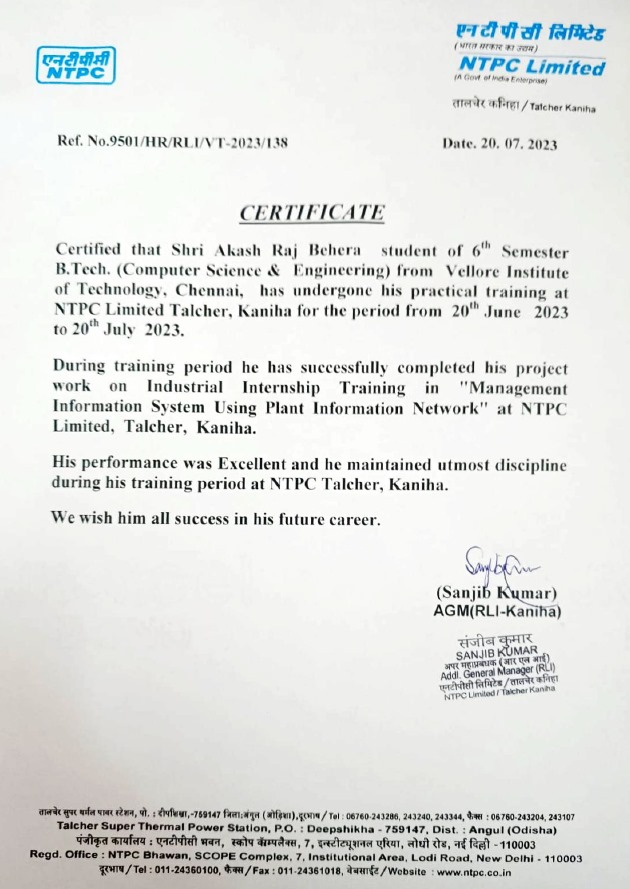 एनटीपीसी
NTPC
एन टी पी सी लिमिटेड
(भारत सरकार का उद्यम)
NTPC Limited
(A Govt of India Enterprise)
तालचेर कनिहा / Talcher Kaniha
Ref. No.9501/HR/RLI/VT-2023/138
Date. 20. 07. 2023
CERTIFICATE
Certified that Shri Akash Raj Behera student of 6th Semester
B.Tech. (Computer Science & Engineering) from Vellore Institute
of Technology, Chennai, has undergone his practical training at
NTPC Limited Talcher, Kaniha for the period from 20th June 2023
to 20th July 2023.
During training period he has successfully completed his project
work on Industrial Internship Training in "Management
Information System Using Plant Information Network" at NTPC
Limited, Talcher, Kaniha.
His performance was Excellent and he maintained utmost discipline
during his training period at NTPC Talcher, Kaniha.
We wish him all success in his future career.
(Sanjib Kumar)
AGM(RLI-Kaniha)
संजीब कुमार
SANJIB KUMAR
अपर महाप्रबंधक (आर एल आई)
Addl. General Manager (RLI)
एनटीपीसी लिमिटेड / तालचेर कनिहा
NTPC Limited / Talcher Kaniha
तालचेर सुपर थर्मल पावर स्टेशन, पो. : दीपशिखा,-759147 जिला:अंगुल (ओड़िशा),दूरभाष / Tel : 06760-243286, 243240, 243344, फैक्स : 06760-243204, 243107
Talcher Super Thermal Power Station, P.O. : Deepshikha - 759147, Dist. : Angul (Odisha)
पंजीकृत कार्यालय : एनटीपीसी भवन, स्कोप कॅम्पलैक्स, 7, इन्स्टीटयूशनल एरिया, लोधी रोड, नई दिल्ली - 110003
Regd. Office : NTPC Bhawan, SCOPE Complex, 7, Institutional Area, Lodi Road, New Delhi - 110003
दूरभाष / Tel : 011-24360100, फैक्स / Fax : 011-24361018, वेबसाईट / Website : www.ntpc.co.in